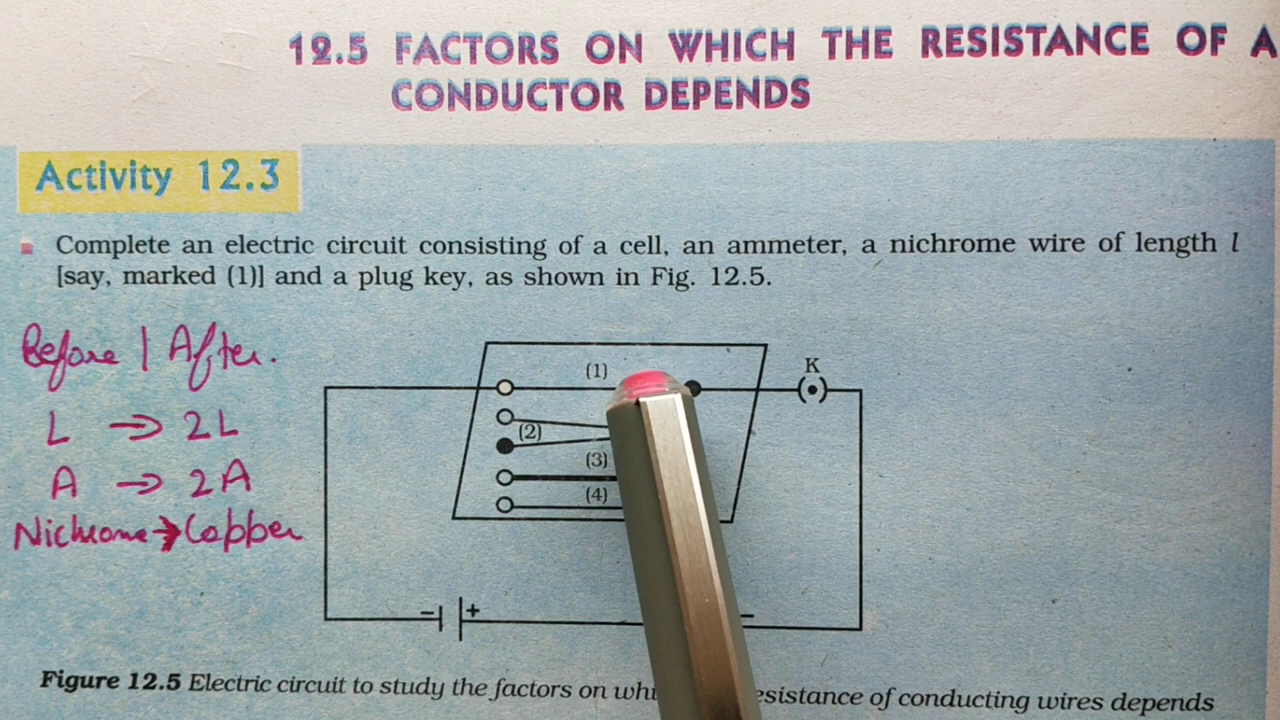 12.5 FACTORS ON WHICH THE RESISTANCE OF A
CONDUCTOR DEPENDS
Activity 12.3
Complete an electric circuit consisting of a cell, an ammeter, a nichrome wire of length l
[say, marked (1)] and a plug key, as shown in Fig. 12.5.
Before | After.
L → 2L
A → 2A
Nichrome → Copper
(1)
K
(2)
(3)
(4)
− +
−
Figure 12.5 Electric circuit to study the factors on resistance of conducting wires depends